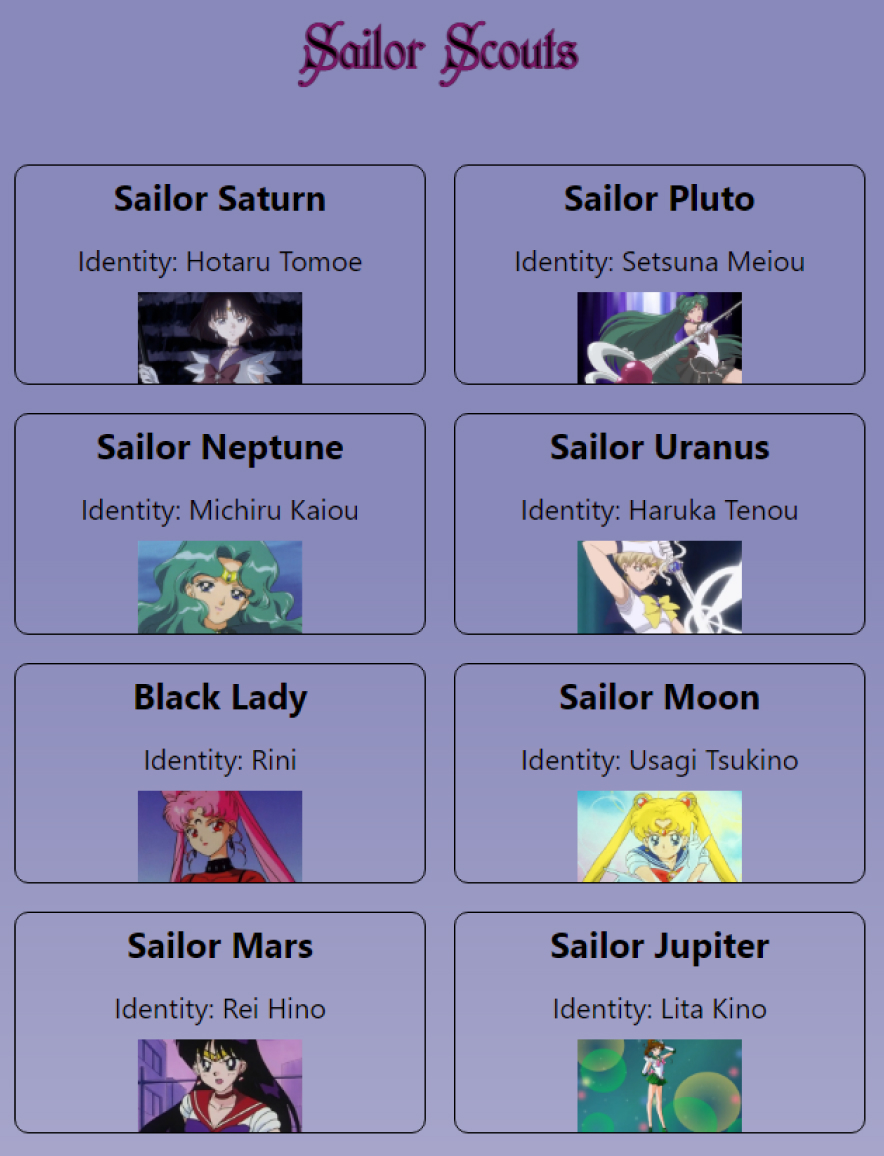 Sailor Scouts
Sailor Saturn
Identity: Hotaru Tomoe
Sailor Pluto
Identity: Setsuna Meiou
Sailor Neptune
Identity: Michiru Kaiou
Sailor Uranus
Identity: Haruka Tenou
Black Lady
Identity: Rini
Sailor Moon
Identity: Usagi Tsukino
Sailor Mars
Identity: Rei Hino
Sailor Jupiter
Identity: Lita Kino